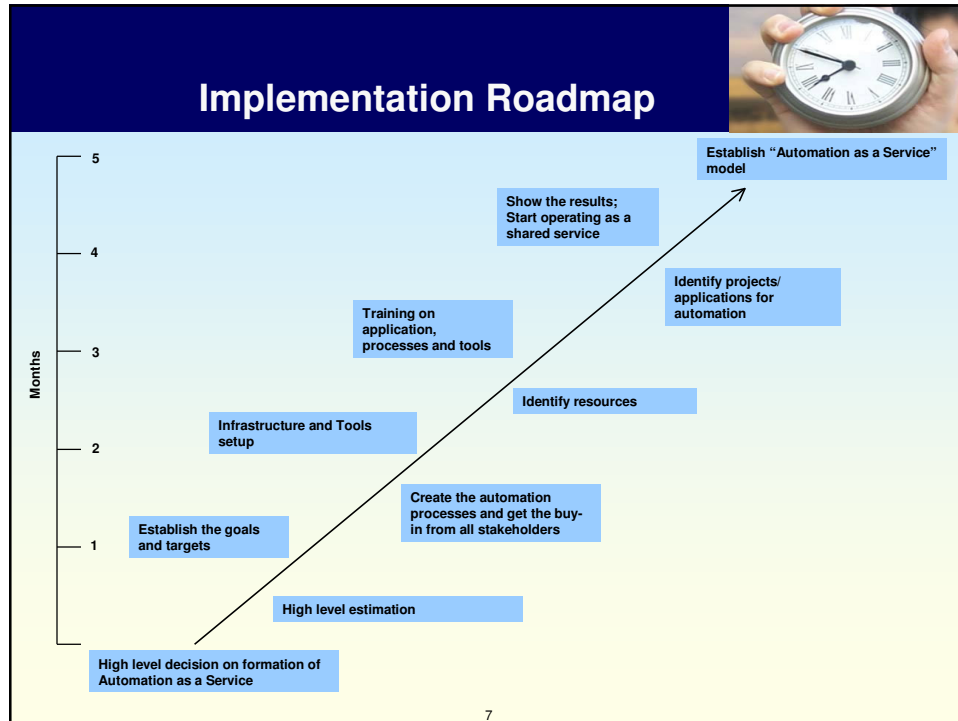 Implementation Roadmap
5
Establish “Automation as a Service”
model
Show the results;
Start operating as a
shared service
4
Identify projects/
applications for
automation
Training on
application,
processes and tools
3
Months
Identify resources
Infrastructure and Tools
setup
2
Create the automation
processes and get the buy-
in from all stakeholders
Establish the goals
and targets
1
High level estimation
High level decision on formation of
Automation as a Service
7